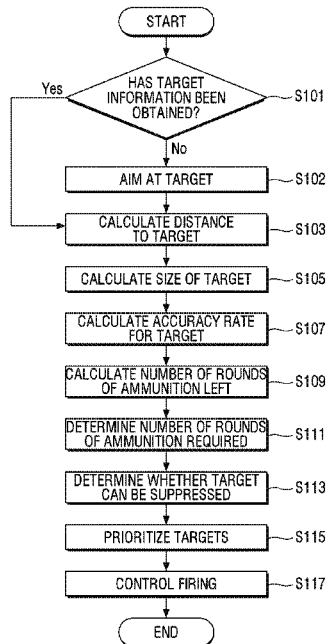 START
HAS TARGET
INFORMATION BEEN
OBTAINED?
S101
Yes
No
AIM AT TARGET
S102
CALCULATE DISTANCE
TO TARGET
S103
CALCULATE SIZE OF TARGET
S105
CALCULATE ACCURACY RATE
FOR TARGET
S107
CALCULATE NUMBER OF ROUNDS
OF AMMUNITION LEFT
S109
DETERMINE NUMBER OF ROUNDS
OF AMMUNITION REQUIRED
S111
DETERMINE WHETHER TARGET
CAN BE SUPPRESSED
S113
PRIORITIZE TARGETS
S115
CONTROL FIRING
S117
END